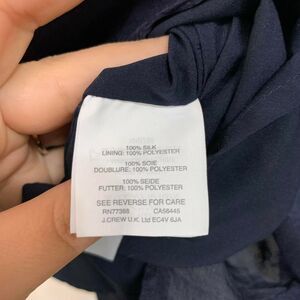 100% SILK
LINING: 100% POLYESTER
100% SOIE
DOUBLURE: 100% POLYESTER
100% SEIDE
FUTTER: 100% POLYESTER
SEE REVERSE FOR CARE
RN77388 CA56445
J.CREW U.K. Ltd EC4V 6JA